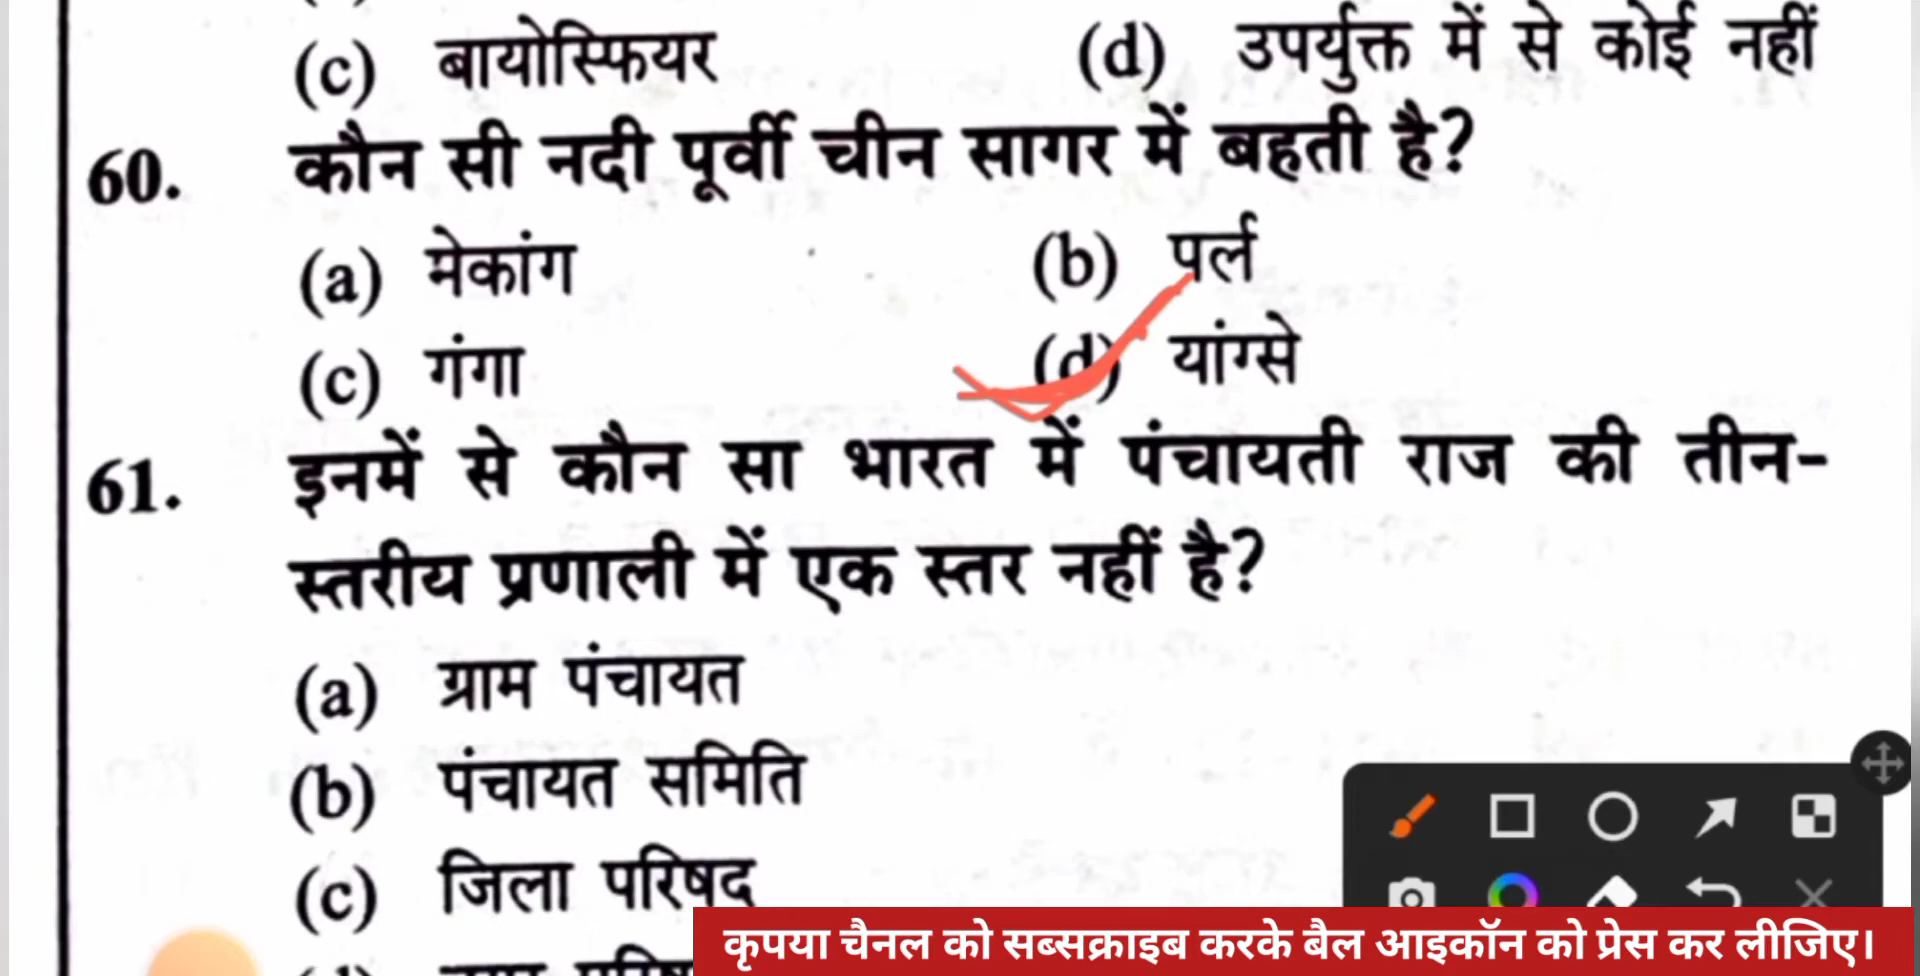 (c) बायोस्फियर (d) उपर्युक्त में से कोई नहीं
60. कौन सी नदी पूर्वी चीन सागर में बहती है?
(a) मेकांग (b) पर्ल
(c) गंगा (d) यांग्से
61. इनमें से कौन सा भारत में पंचायती राज की तीन-
स्तरीय प्रणाली में एक स्तर नहीं है?
(a) ग्राम पंचायत
(b) पंचायत समिति
(c) जिला परिषद
कृपया चैनल को सब्सक्राइब करके बैल आइकॉन को प्रेस कर लीजिए।